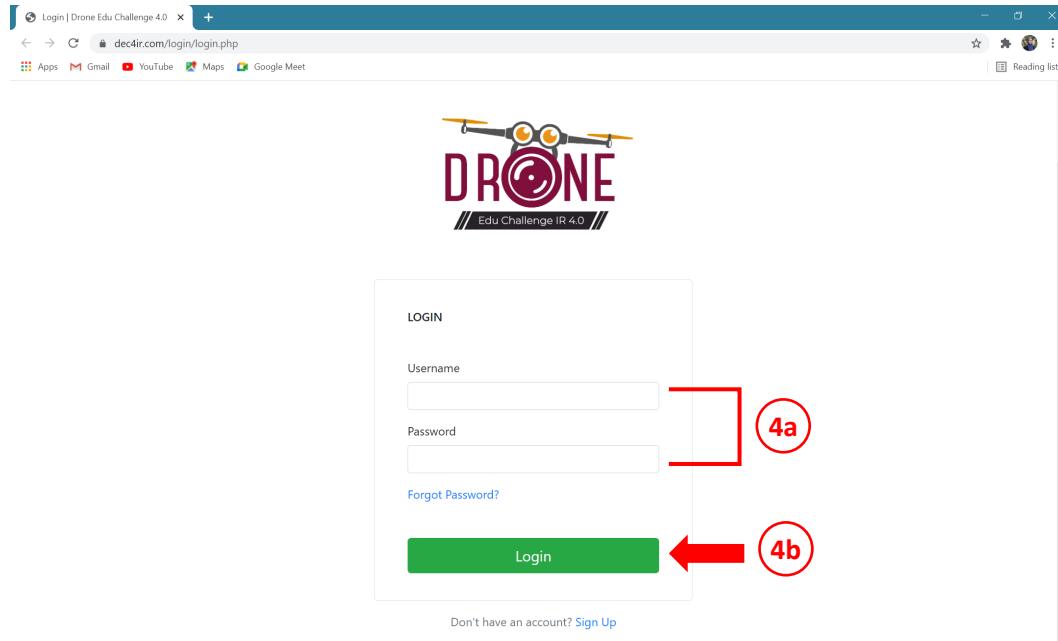 Login | Drone Edu Challenge 4.0
dec4ir.com/login/login.php
Apps Gmail YouTube Maps Google Meet Reading list
DRONE
Edu Challenge IR 4.0
LOGIN
Username
Password
4a
Forgot Password?
Login
4b
Don't have an account? Sign Up